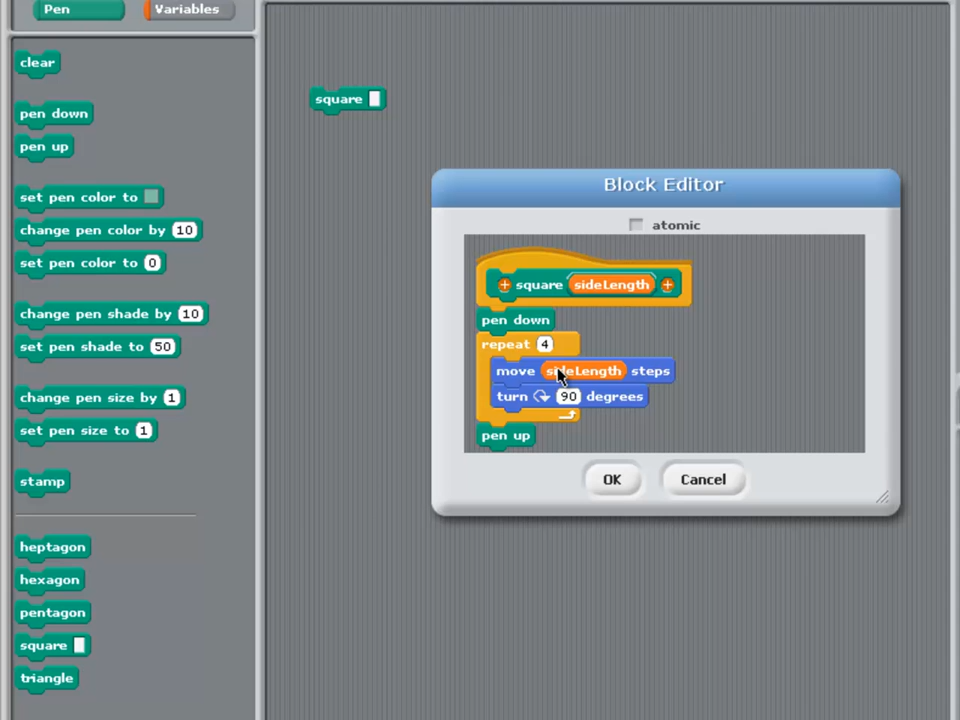 Pen
Variables
clear
pen down
pen up
set pen color to
change pen color by 10
set pen color to 0
change pen shade by 10
set pen shade to 50
change pen size by 1
set pen size to 1
stamp
heptagon
hexagon
pentagon
square
triangle
square
Block Editor
atomic
+ square sideLength +
pen down
repeat 4
move sideLength steps
turn 90 degrees
pen up
OK
Cancel